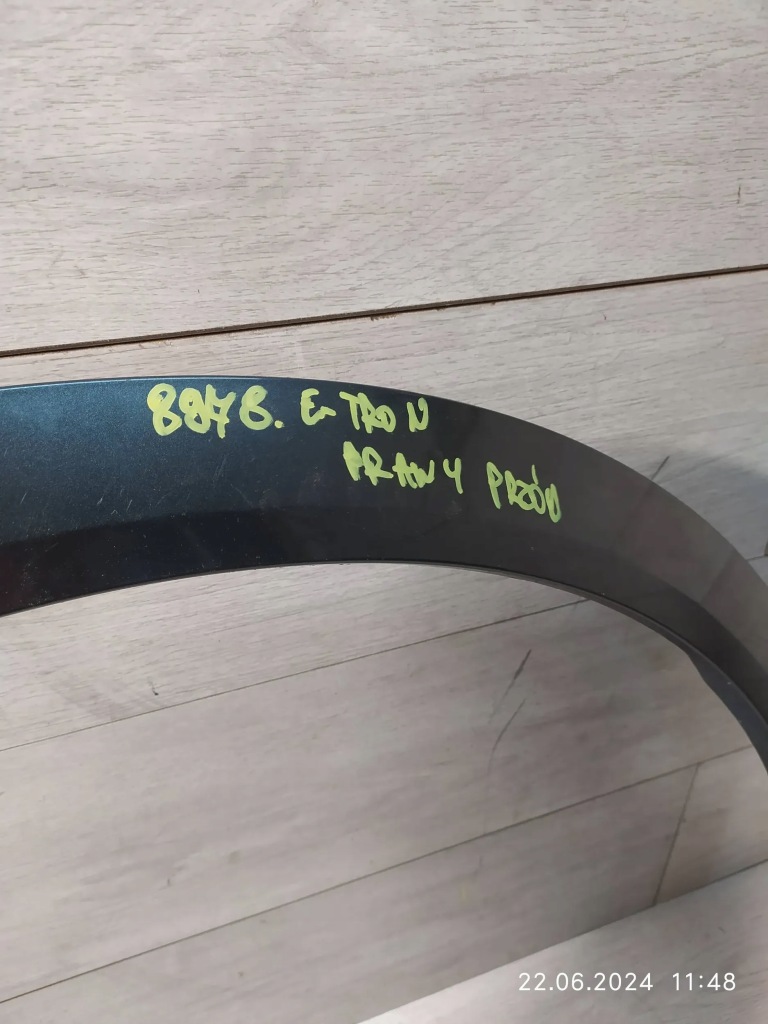 8878. E-TRON
PRAWY PRZÓD
22.06.2024 11:48